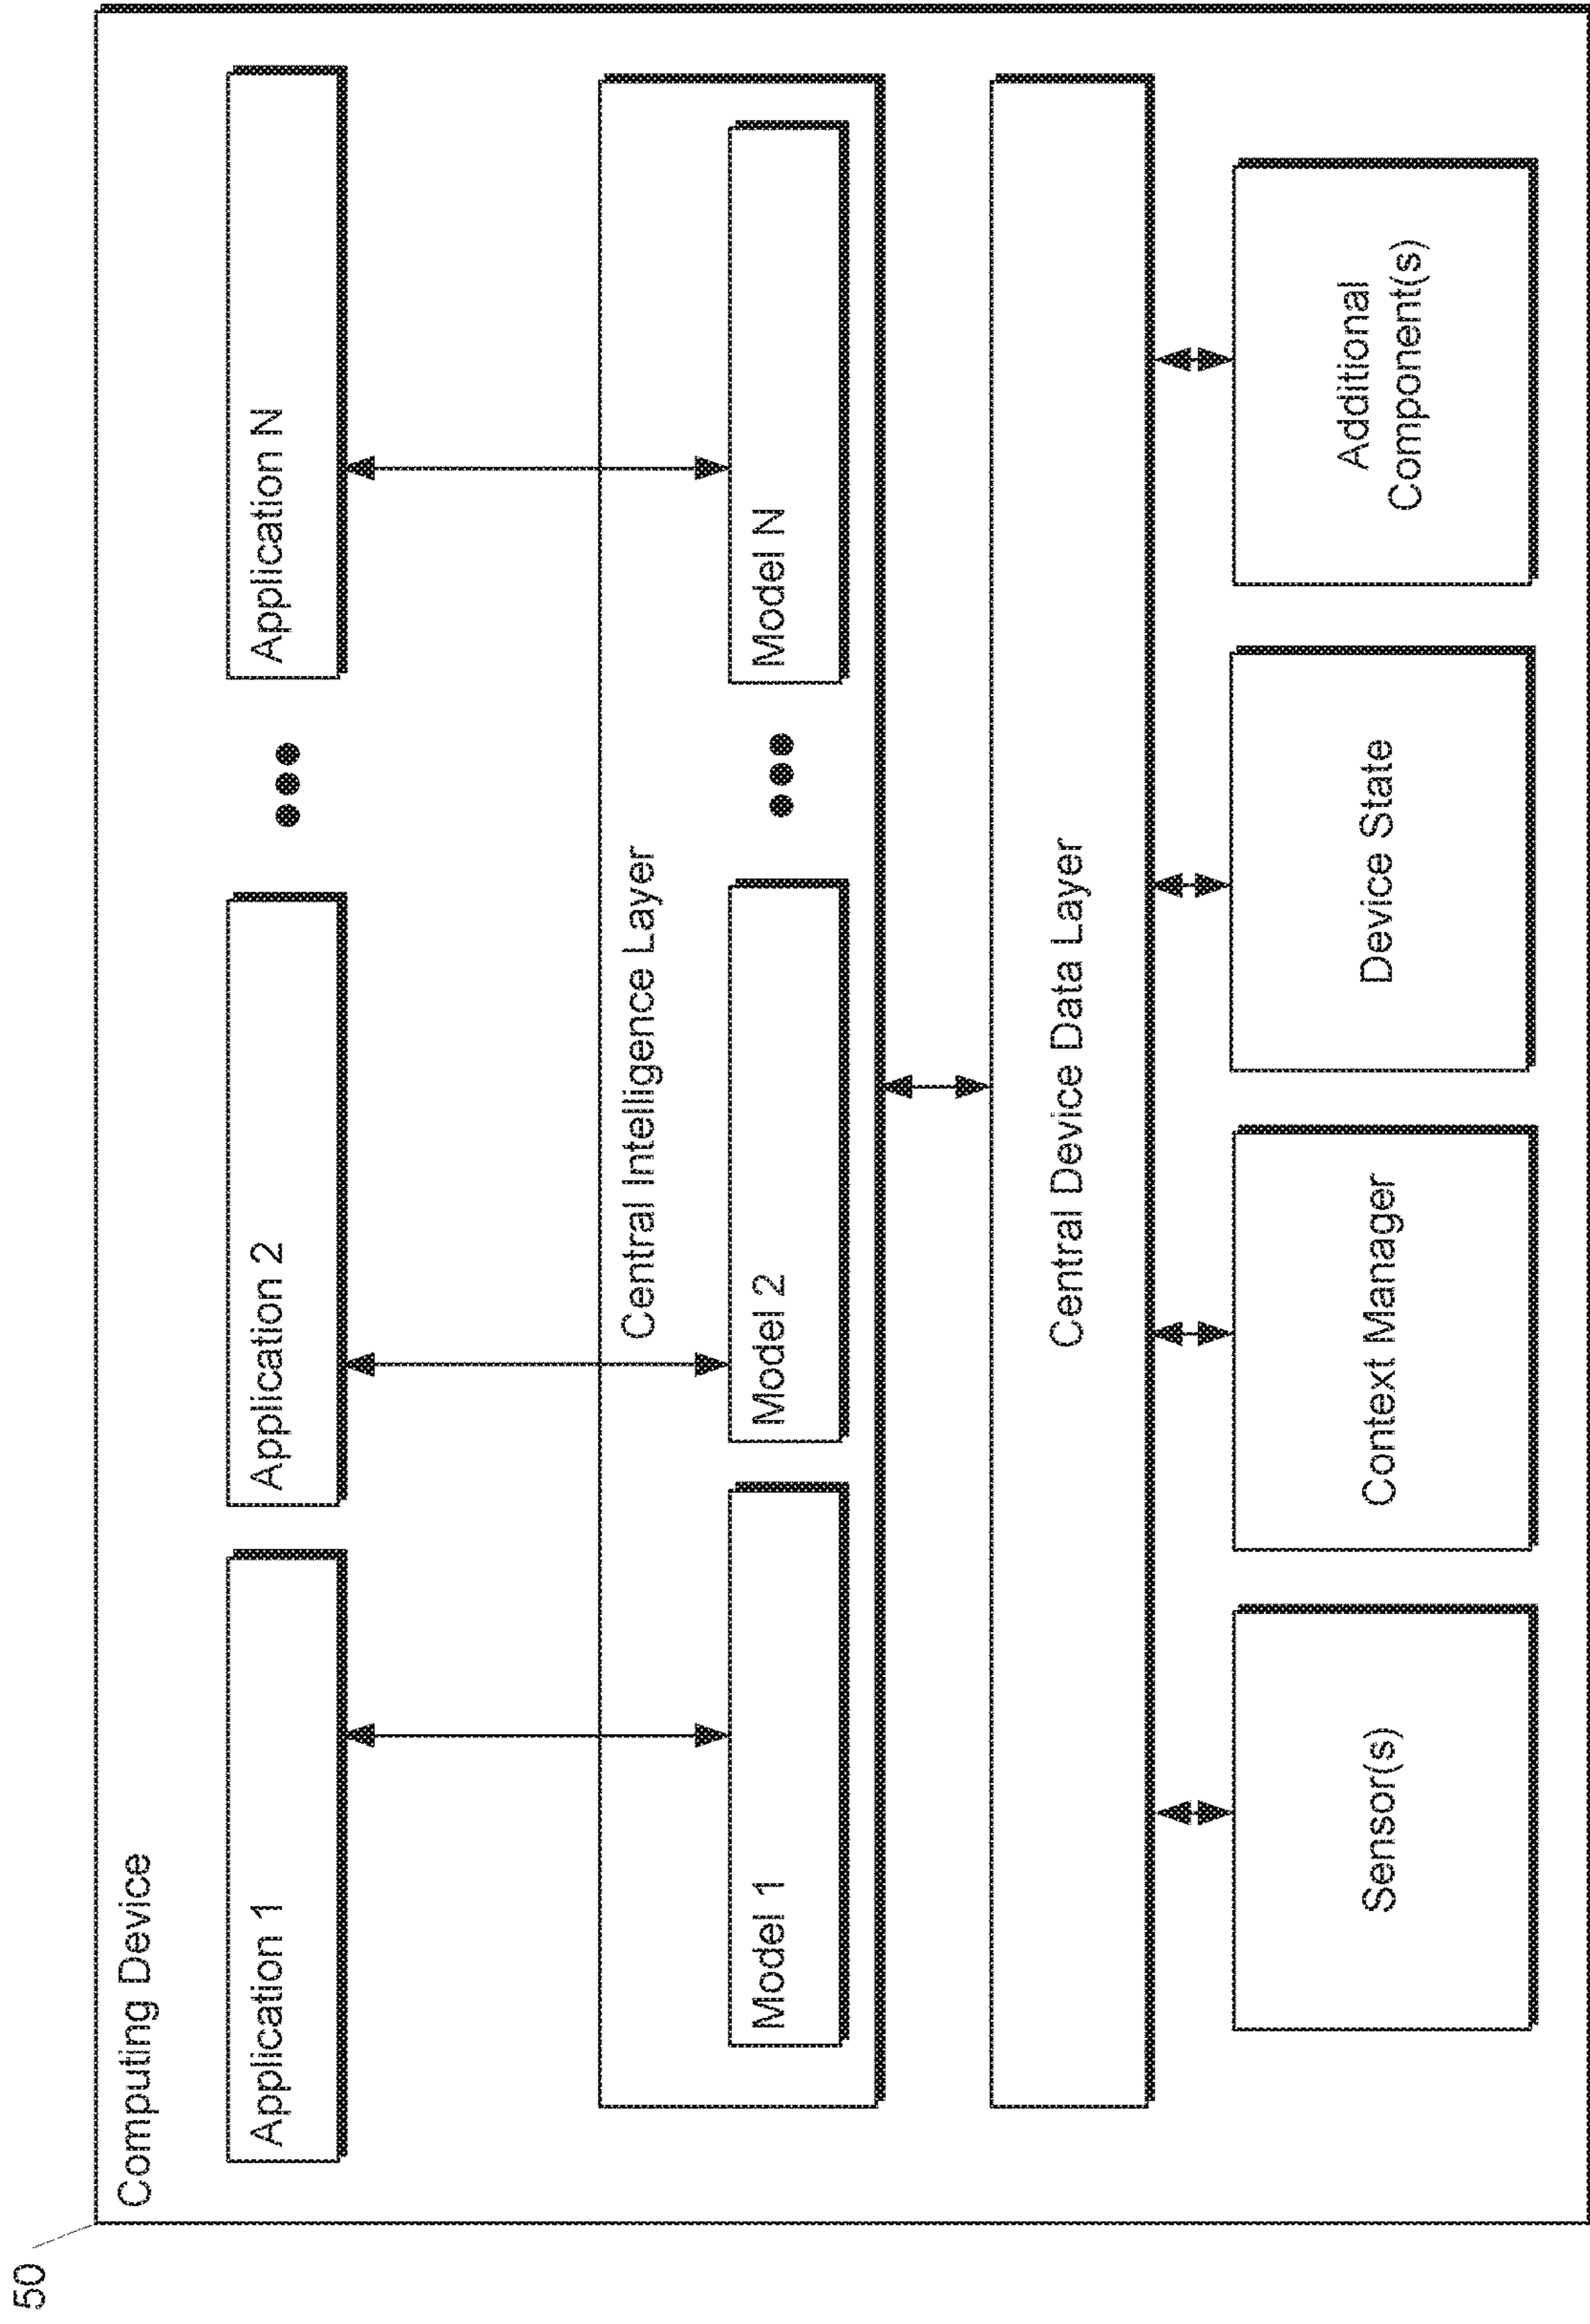 50
Computing Device
Application 1
Application 2
Application N
Central Intelligence Layer
Model 1
Model 2
Model N
Central Device Data Layer
Sensor(s)
Context Manager
Device State
Additional
Component(s)